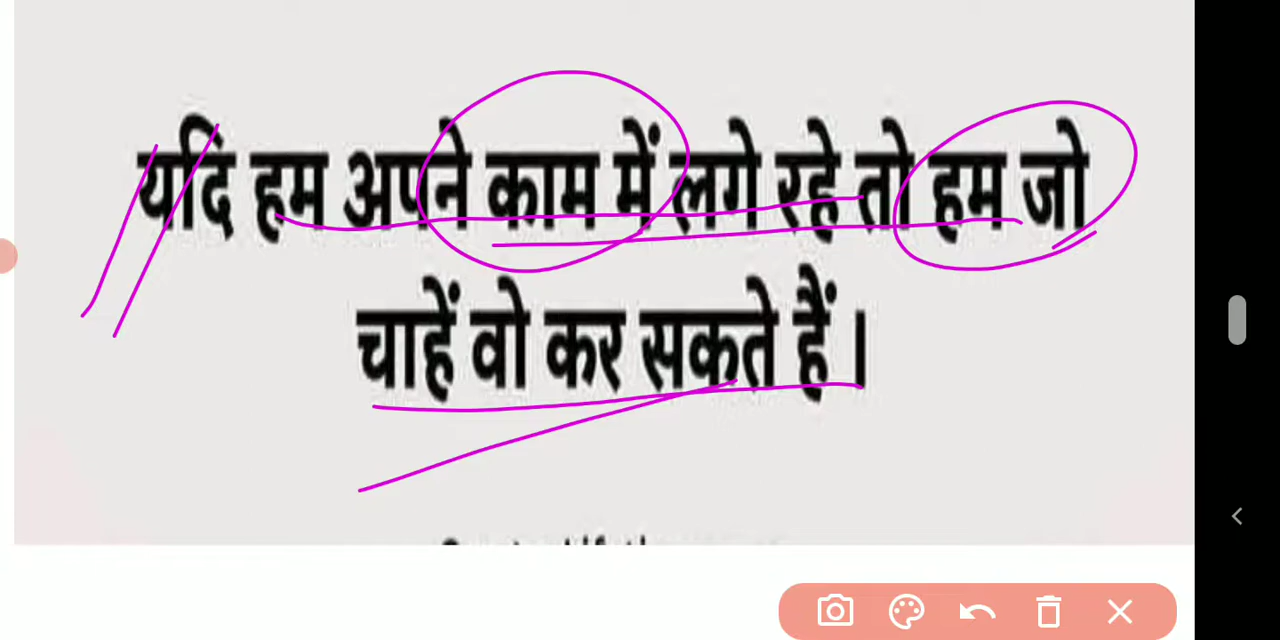 यदि हम अपने काम में लगे रहे तो हम जो
चाहें वो कर सकते हैं ।